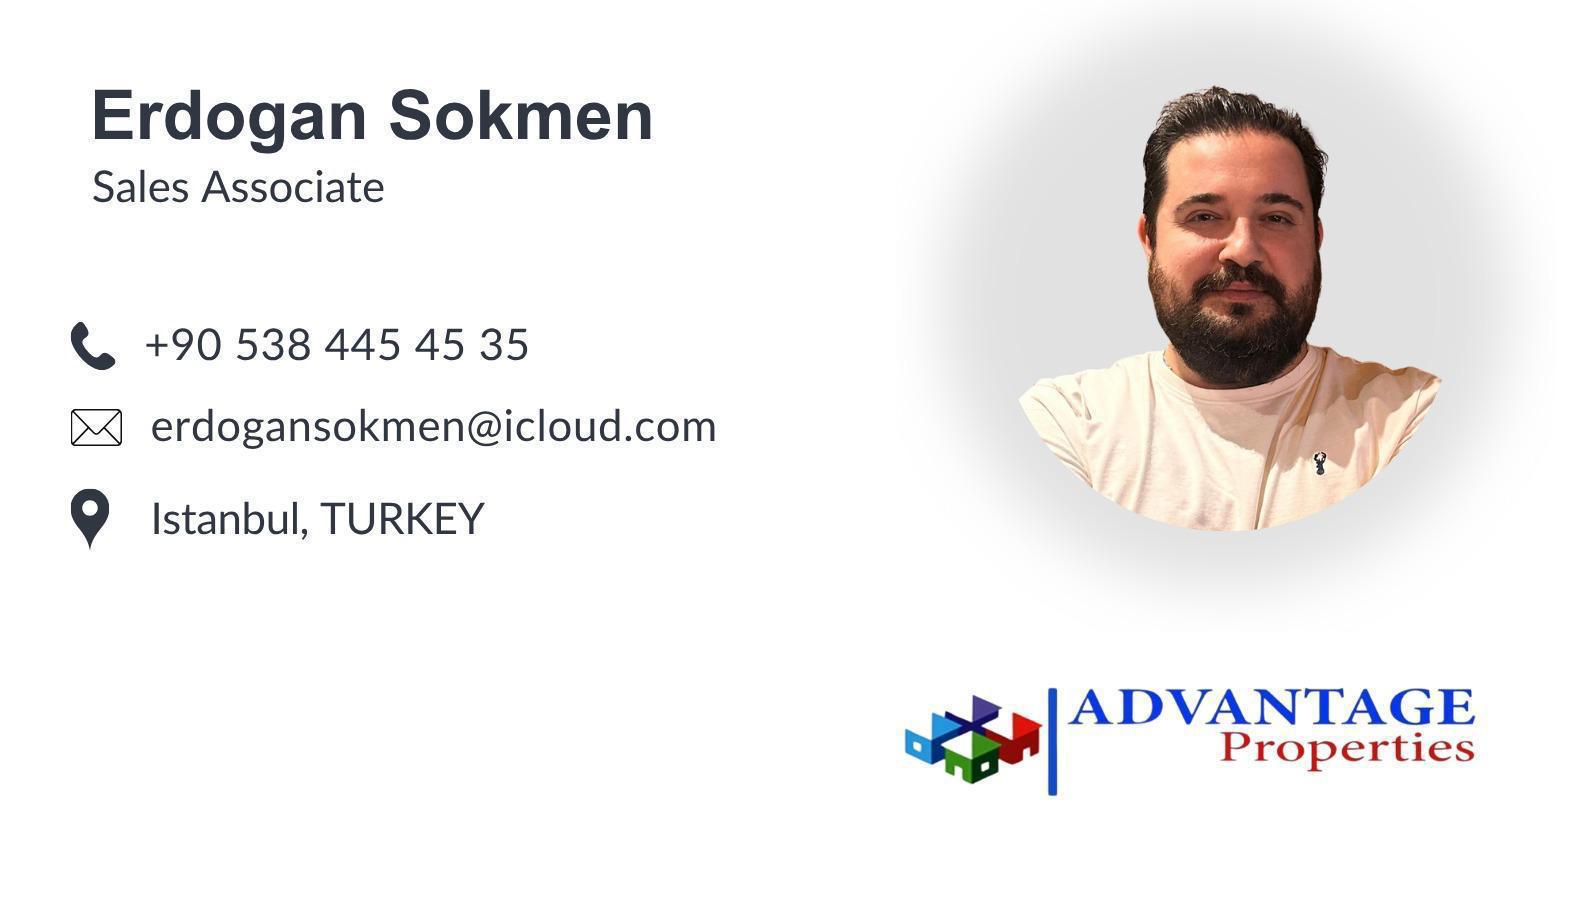 Erdogan Sokmen
Sales Associate
+90 538 445 45 35
erdogansokmen@icloud.com
Istanbul, TURKEY
ADVANTAGE
Properties